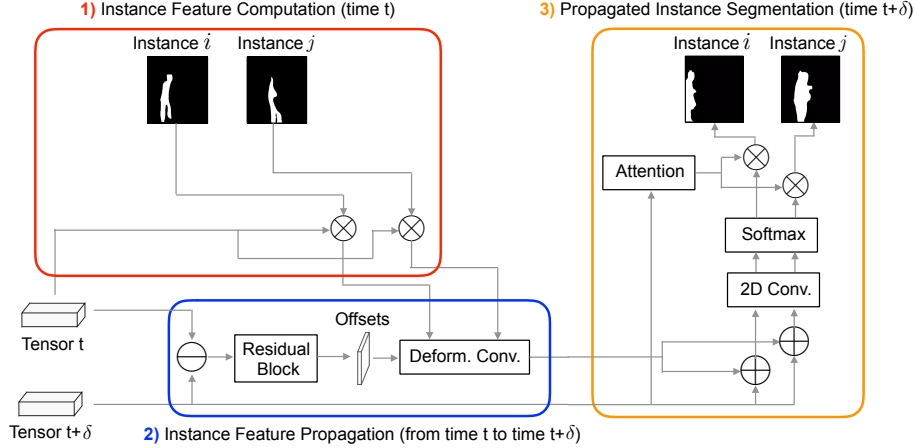 1) Instance Feature Computation (time t)
Instance i
Instance j
3) Propagated Instance Segmentation (time t+δ)
Instance i
Instance j
Attention
Softmax
2D Conv.
Tensor t
Offsets
Residual
Block
Deform. Conv.
Tensor t+δ
2) Instance Feature Propagation (from time t to time t+δ)